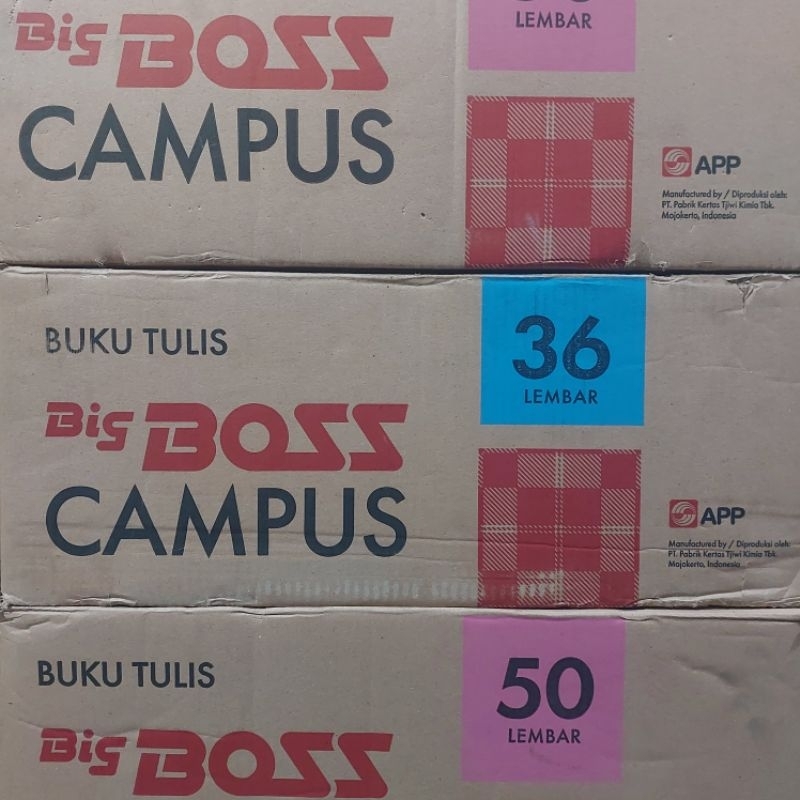 LEMBAR
Big BOSS
CAMPUS
APP
Manufactured by / Diproduksi oleh:
PT. Pabrik Kertas Tjiwi Kimia Tbk.
Mojokerto, Indonesia
BUKU TULIS
36
LEMBAR
Big BOSS
CAMPUS
APP
Manufactured by / Diproduksi oleh:
PT. Pabrik Kertas Tjiwi Kimia Tbk.
Mojokerto, Indonesia
BUKU TULIS
50
LEMBAR
Big BOSS